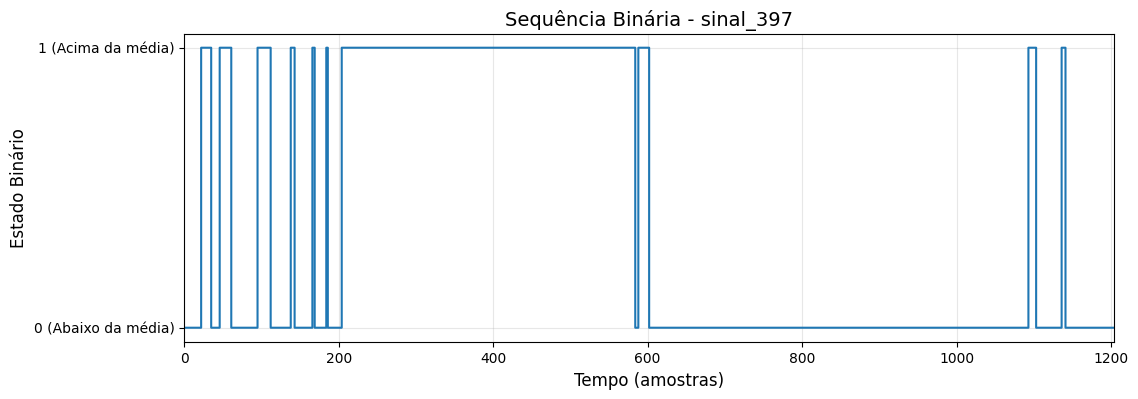 Sequência Binária - sinal_397
1 (Acima da média)
0 (Abaixo da média)
Estado Binário
0 200 400 600 800 1000 1200
Tempo (amostras)